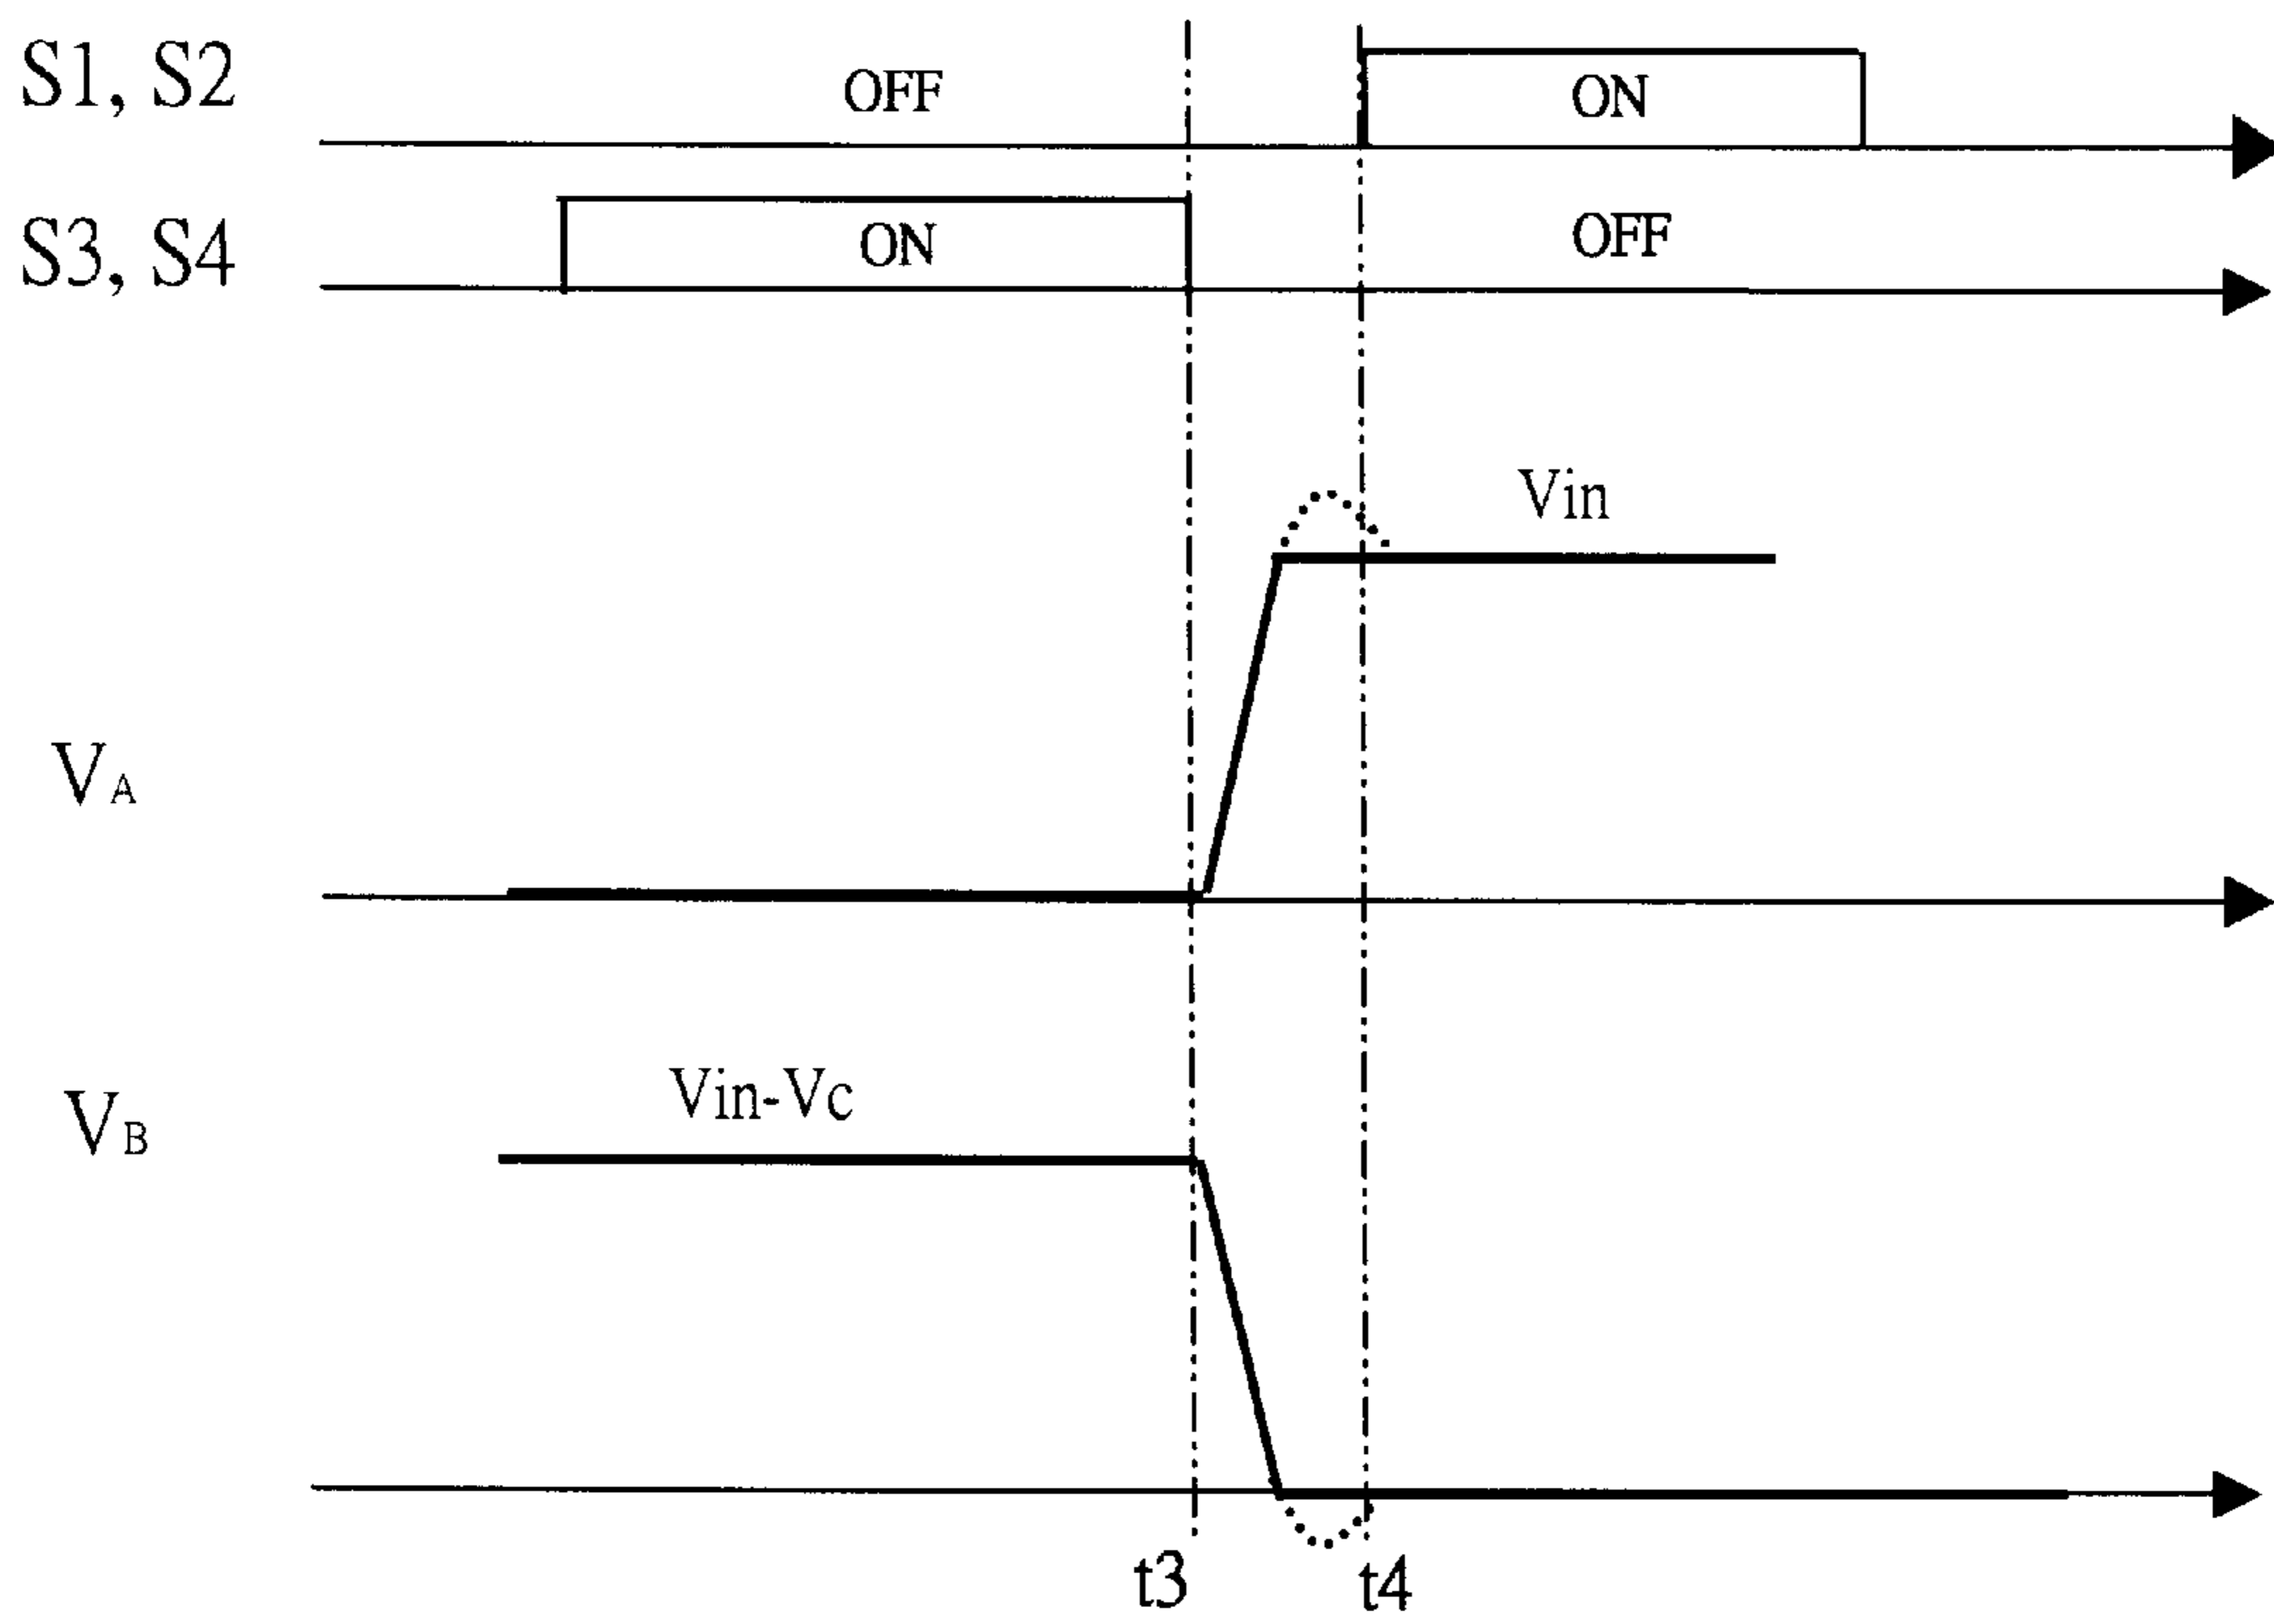 S1, S2
OFF
ON
S3, S4
ON
OFF
Vin
VA
Vin-VC
VB
t3
t4